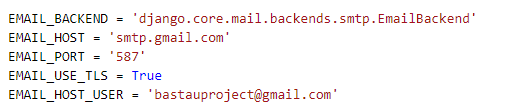 EMAIL_BACKEND = 'django.core.mail.backends.smtp.EmailBackend'
EMAIL_HOST = 'smtp.gmail.com'
EMAIL_PORT = '587'
EMAIL_USE_TLS = True
EMAIL_HOST_USER = 'bastauproject@gmail.com'